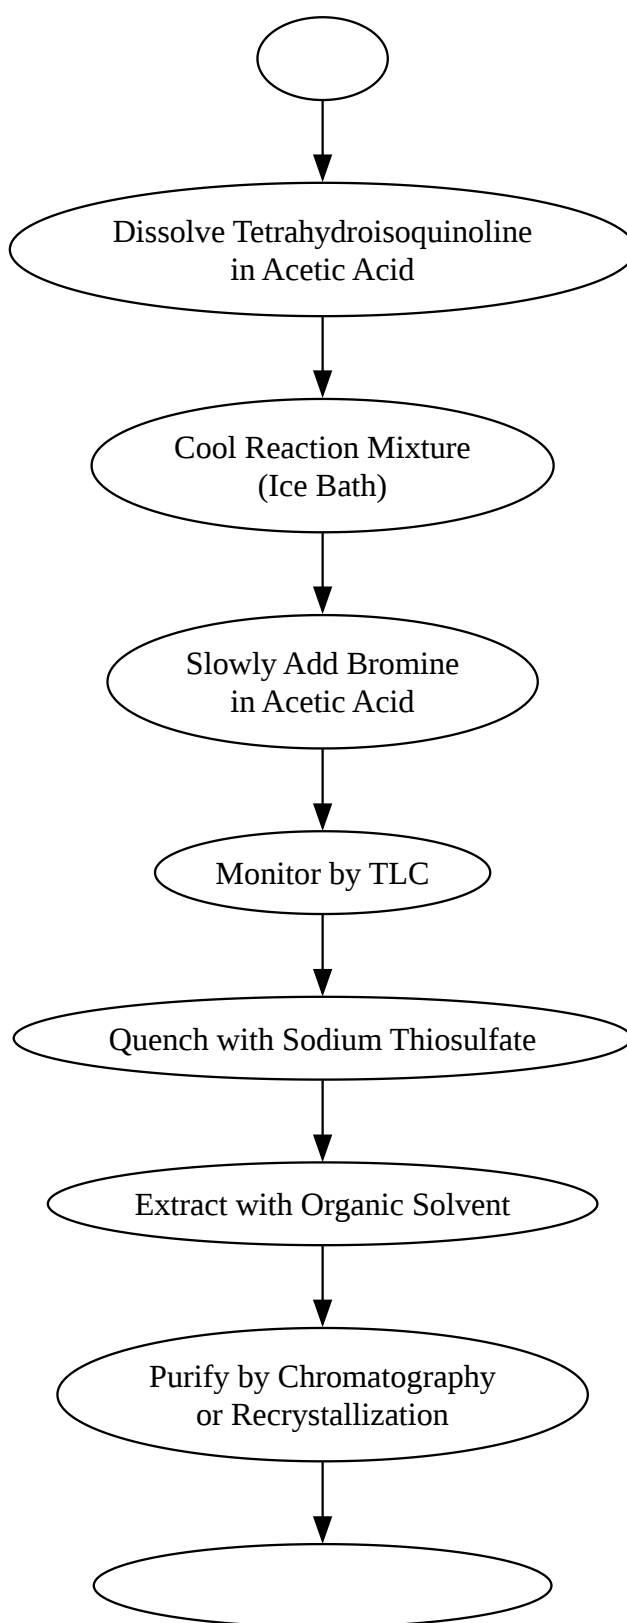 Dissolve Tetrahydroisoquinoline
in Acetic Acid
Cool Reaction Mixture
(Ice Bath)
Slowly Add Bromine
in Acetic Acid
Monitor by TLC
Quench with Sodium Thiosulfate
Extract with Organic Solvent
Purify by Chromatography
or Recrystallization